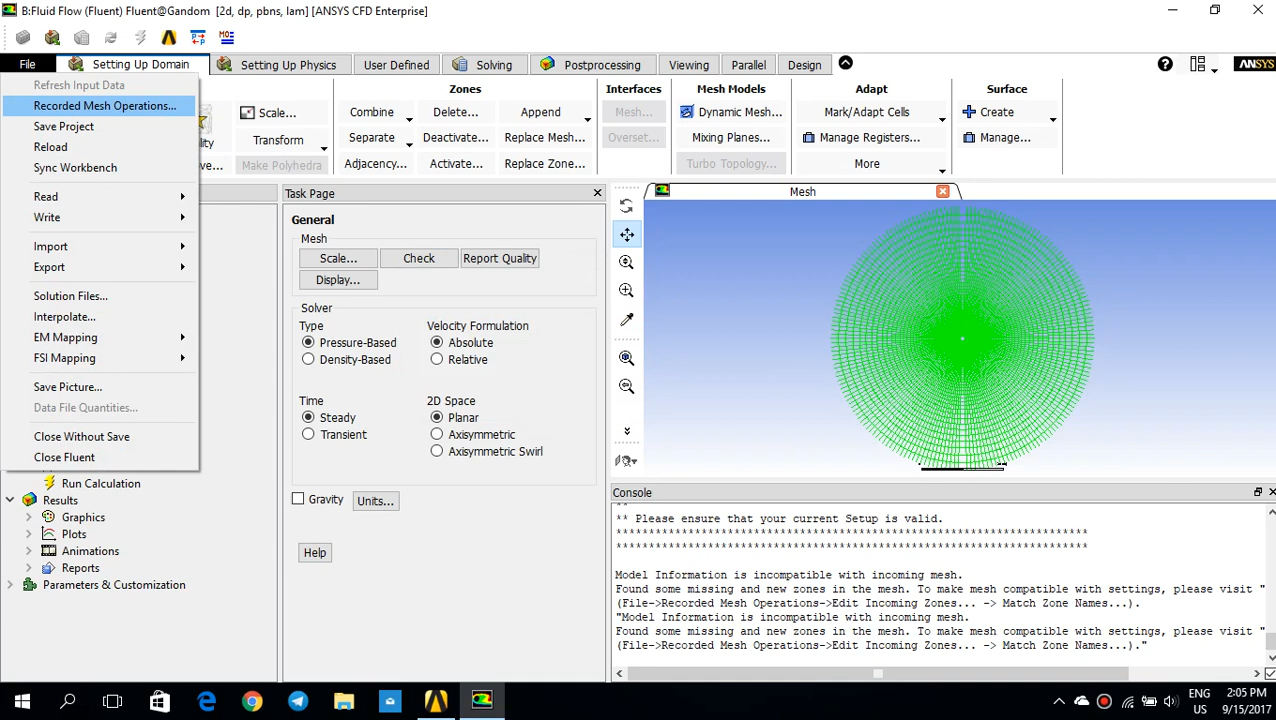 B:Fluid Flow (Fluent) Fluent@Gandom [2d, dp, pbns, lam] [ANSYS CFD Enterprise]
File
Setting Up Domain
Setting Up Physics
User Defined
Solving
Postprocessing
Viewing
Parallel
Design
ANSYS
Zones
Interfaces
Mesh Models
Adapt
Surface
Scale...
Combine
Delete...
Append
Mesh...
Dynamic Mesh...
Mark/Adapt Cells
Create
Transform
Separate
Deactivate...
Replace Mesh...
Overset...
Mixing Planes...
Manage Registers...
Manage...
Make Polyhedra
Adjacency...
Activate...
Replace Zone...
Turbo Topology...
More
Refresh Input Data
Recorded Mesh Operations...
Save Project
Reload
Sync Workbench
Read
Write
Import
Export
Solution Files...
Interpolate...
EM Mapping
FSI Mapping
Save Picture...
Data File Quantities...
Close Without Save
Close Fluent
Run Calculation
Results
Graphics
Plots
Animations
Reports
Parameters & Customization
Task Page
General
Mesh
Scale...
Check
Report Quality
Display...
Solver
Type
Velocity Formulation
Pressure-Based
Absolute
Density-Based
Relative
Time
2D Space
Steady
Planar
Transient
Axisymmetric
Axisymmetric Swirl
Gravity
Units...
Help
Mesh
Console
**
** Please ensure that your current Setup is valid.
*************************************************************************
*************************************************************************
Model Information is incompatible with incoming mesh.
Found some missing and new zones in the mesh. To make mesh compatible with settings, please visit "
(File->Recorded Mesh Operations->Edit Incoming Zones... -> Match Zone Names...).
"Model Information is incompatible with incoming mesh.
Found some missing and new zones in the mesh. To make mesh compatible with settings, please visit "
(File->Recorded Mesh Operations->Edit Incoming Zones... -> Match Zone Names...)."
ENG
US
2:05 PM
9/15/2017